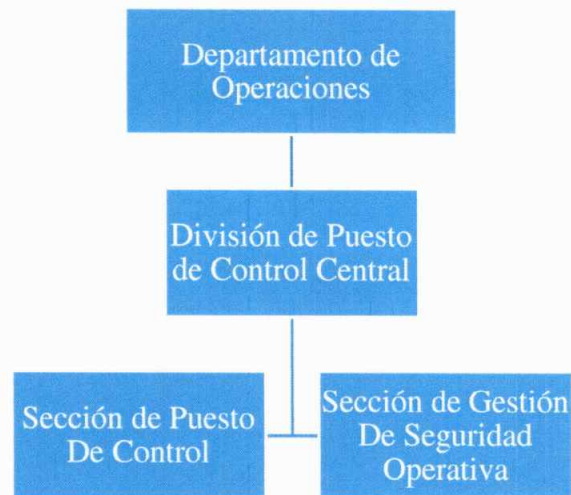 Departamento de
Operaciones
División de Puesto
de Control Central
Sección de Puesto
De Control
Sección de Gestión
De Seguridad
Operativa